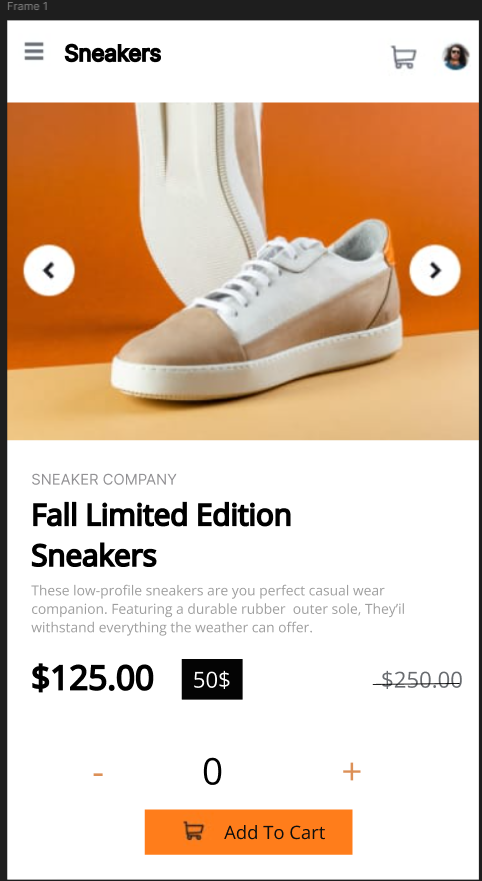 Frame 1
Sneakers
SNEAKER COMPANY
Fall Limited Edition
Sneakers
These low-profile sneakers are you perfect casual wear
companion. Featuring a durable rubber outer sole, They'il
withstand everything the weather can offer.
$125.00 50$ $250.00
- 0 +
Add To Cart